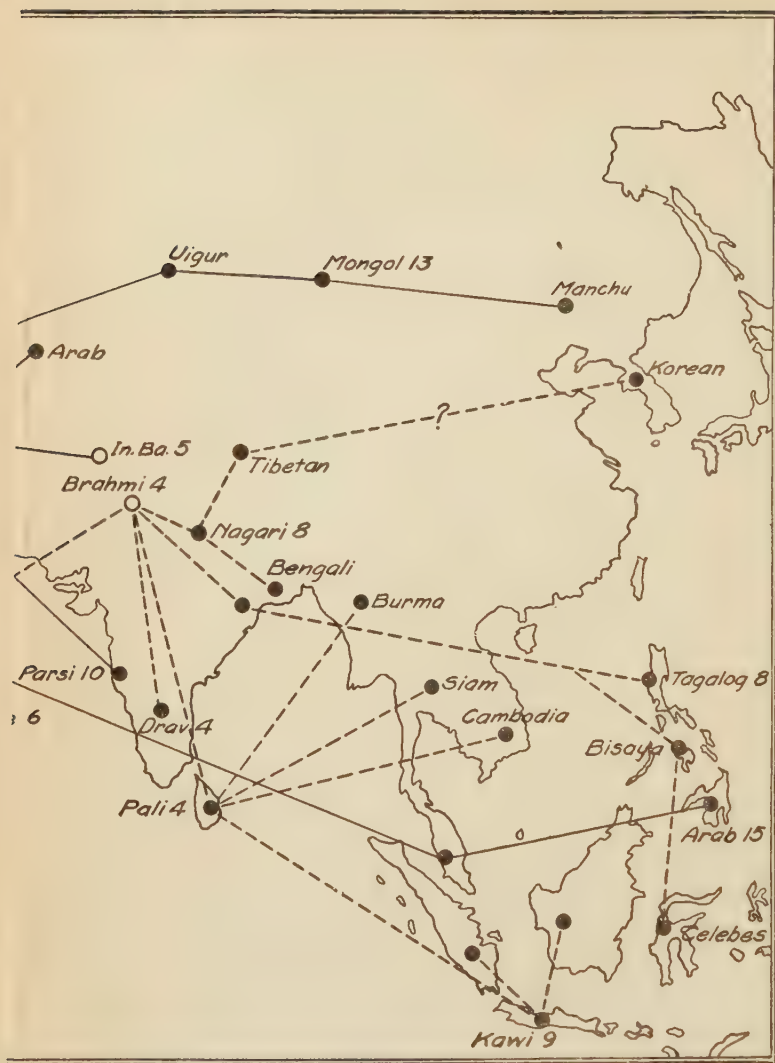 Uigur
Mongol 13
Manchu
Arab
Korean
?
In. Ba. 5
Tibetan
Brahmi 4
Nagari 8
Bengali
Burma
Parsi 10
Siam
Tagalog 8
Drav. 4
Cambodia
6
Bisaya
Pali 4
Arab 15
Celebes
Kawi 9